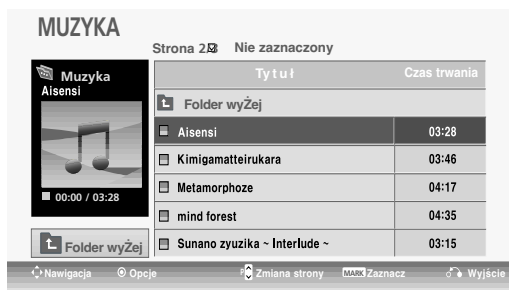 MUZYKA
Strona 2/3 Nie zaznaczony
Muzyka
Aisensi
00:00 / 03:28
Folder wyŻej
Tytuł Czas trwania
Folder wyŻej
Aisensi 03:28
Kimigamatteirukara 03:46
Metamorphoze 04:17
mind forest 04:35
Sunano zyuzika ~ Interlude ~ 03:15
Nawigacja Opcje P Zmiana strony MARK Zaznacz Wyjście